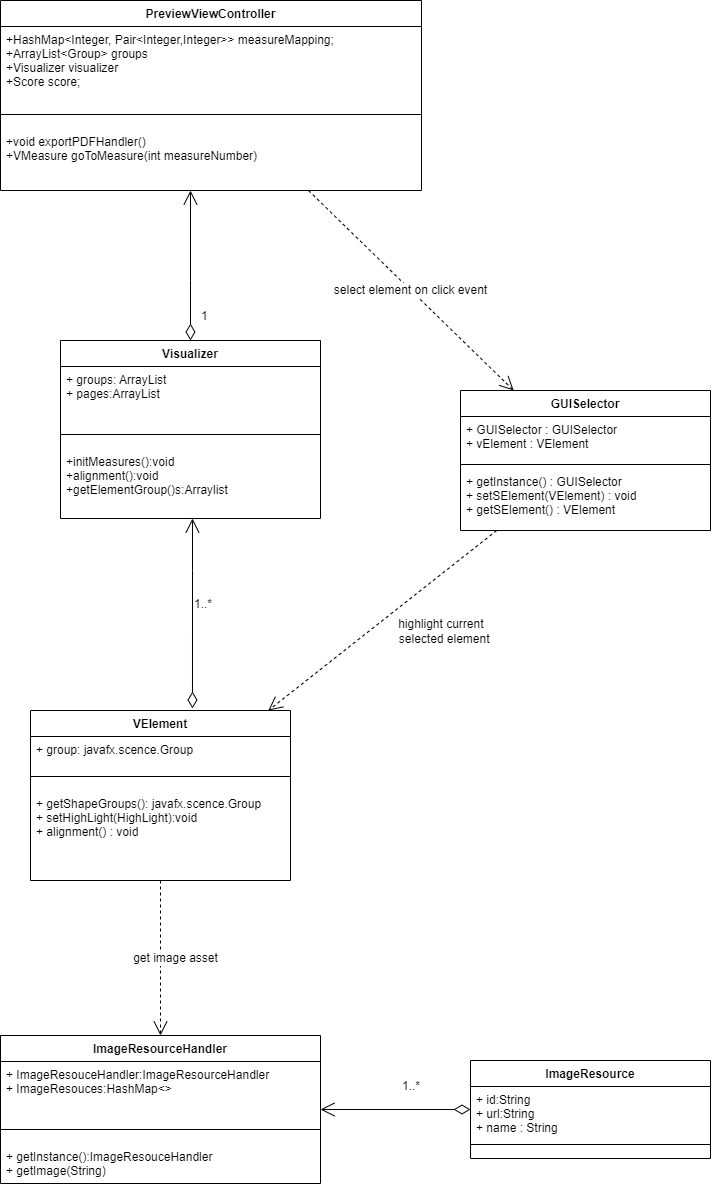 PreviewViewController
+HashMap<Integer, Pair<Integer,Integer>> measureMapping;
+ArrayList<Group> groups
+Visualizer visualizer
+Score score;
+void exportPDFHandler()
+VMeasure goToMeasure(int measureNumber)
select element on click event
1
Visualizer
+ groups: ArrayList
+ pages:ArrayList
+initMeasures():void
+alignment():void
+getElementGroup()s:Arraylist
GUISelector
+ GUISelector : GUISelector
+ vElement : VElement
+ getInstance() : GUISelector
+ setSElement(VElement) : void
+ getSElement() : VElement
1..*
highlight current
selected element
VElement
+ group: javafx.scence.Group
+ getShapeGroups(): javafx.scence.Group
+ setHighLight(HighLight):void
+ alignment() : void
get image asset
ImageResourceHandler
+ ImageResouceHandler:ImageResourceHandler
+ ImageResouces:HashMap<>
+ getInstance():ImageResouceHandler
+ getImage(String)
1..*
ImageResource
+ id:String
+ url:String
+ name : String